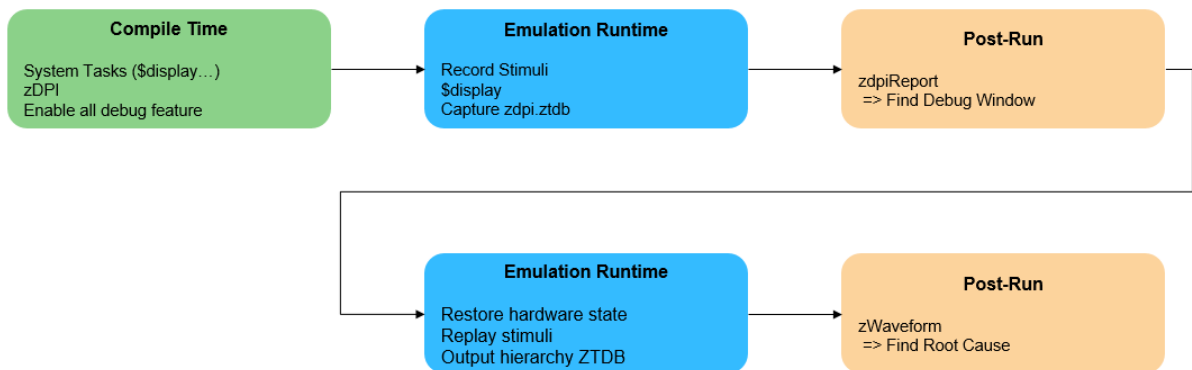 Compile Time
System Tasks ($display...)
zDPI
Enable all debug feature
Emulation Runtime
Record Stimuli
$display
Capture zdpi.ztdb
Post-Run
zdpiReport
=> Find Debug Window
Emulation Runtime
Restore hardware state
Replay stimuli
Output hierarchy ZTDB
Post-Run
zWaveform
=> Find Root Cause